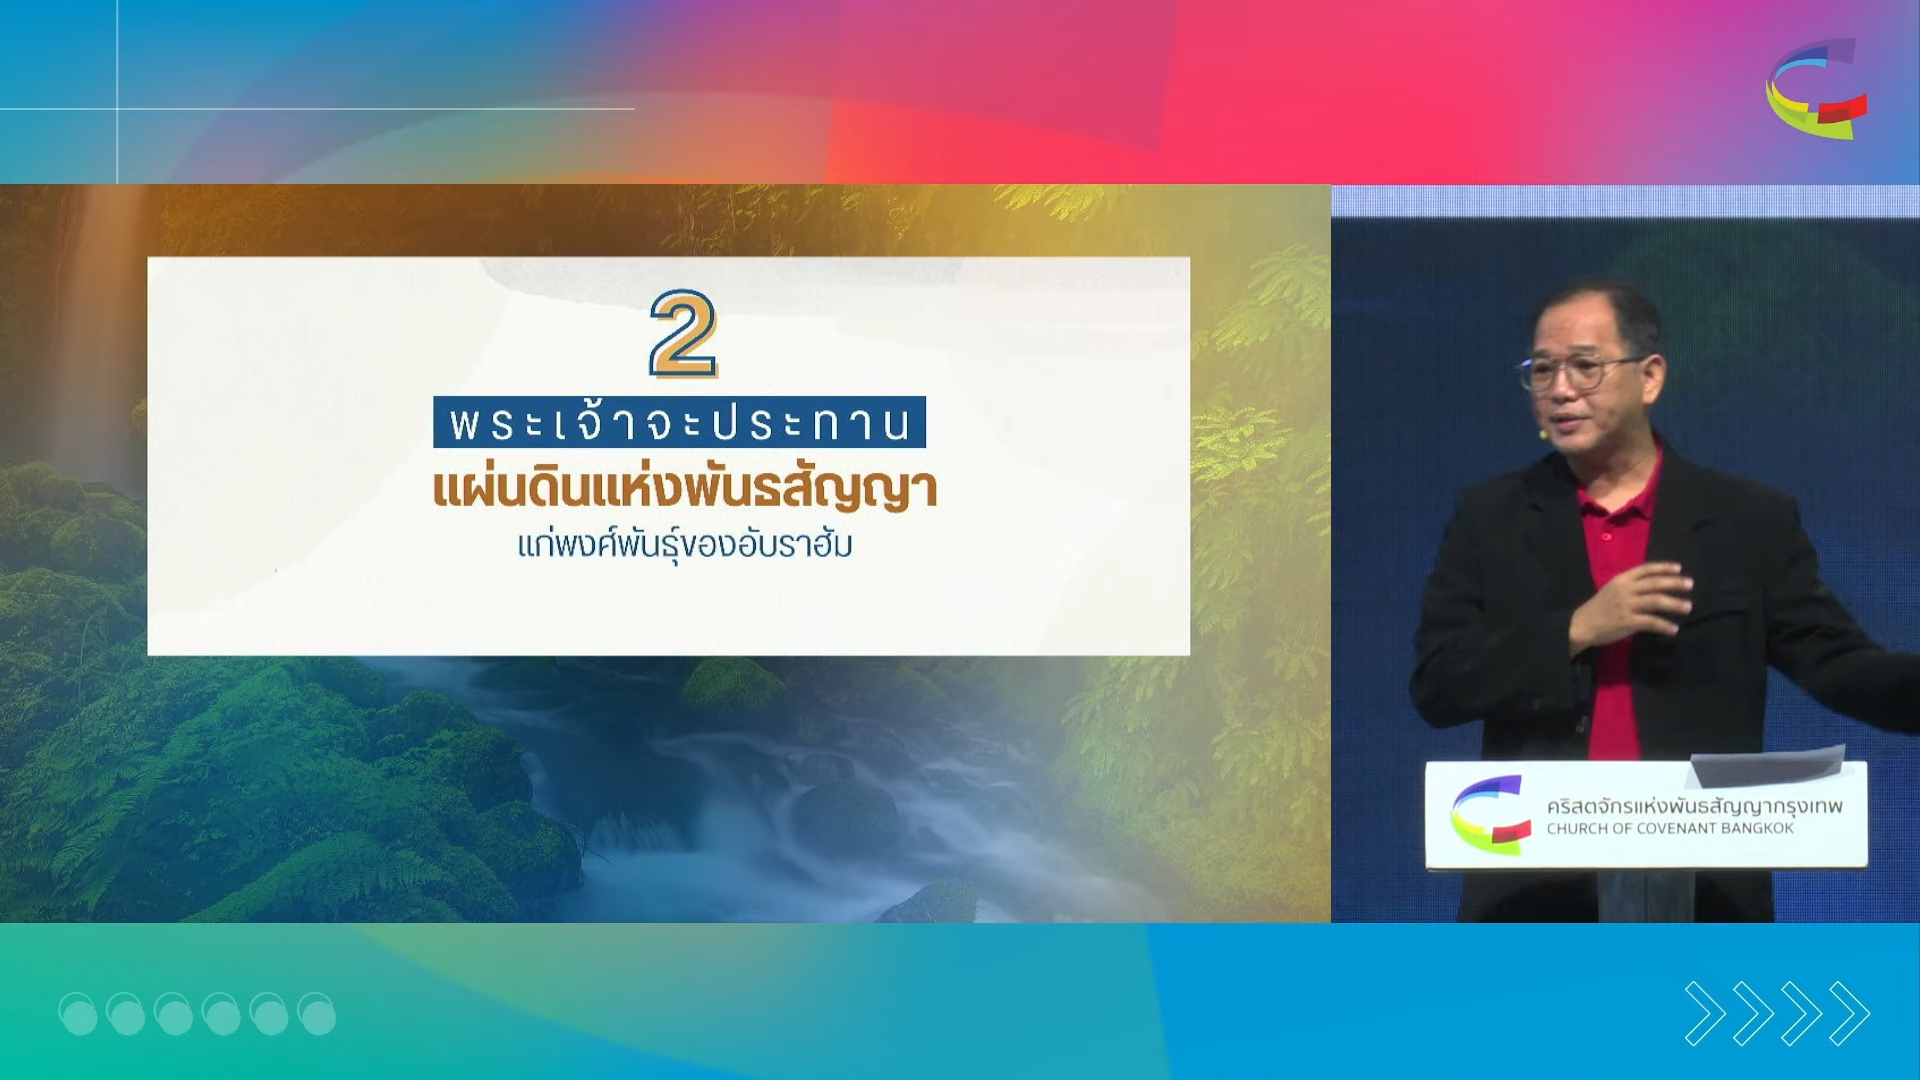 2
พระเจ้าจะประทาน
แผ่นดินแห่งพันธสัญญา
แก่พงศ์พันธุ์ของอับราฮัม
คริสตจักรแห่งพันธสัญญากรุงเทพ
CHURCH OF COVENANT BANGKOK